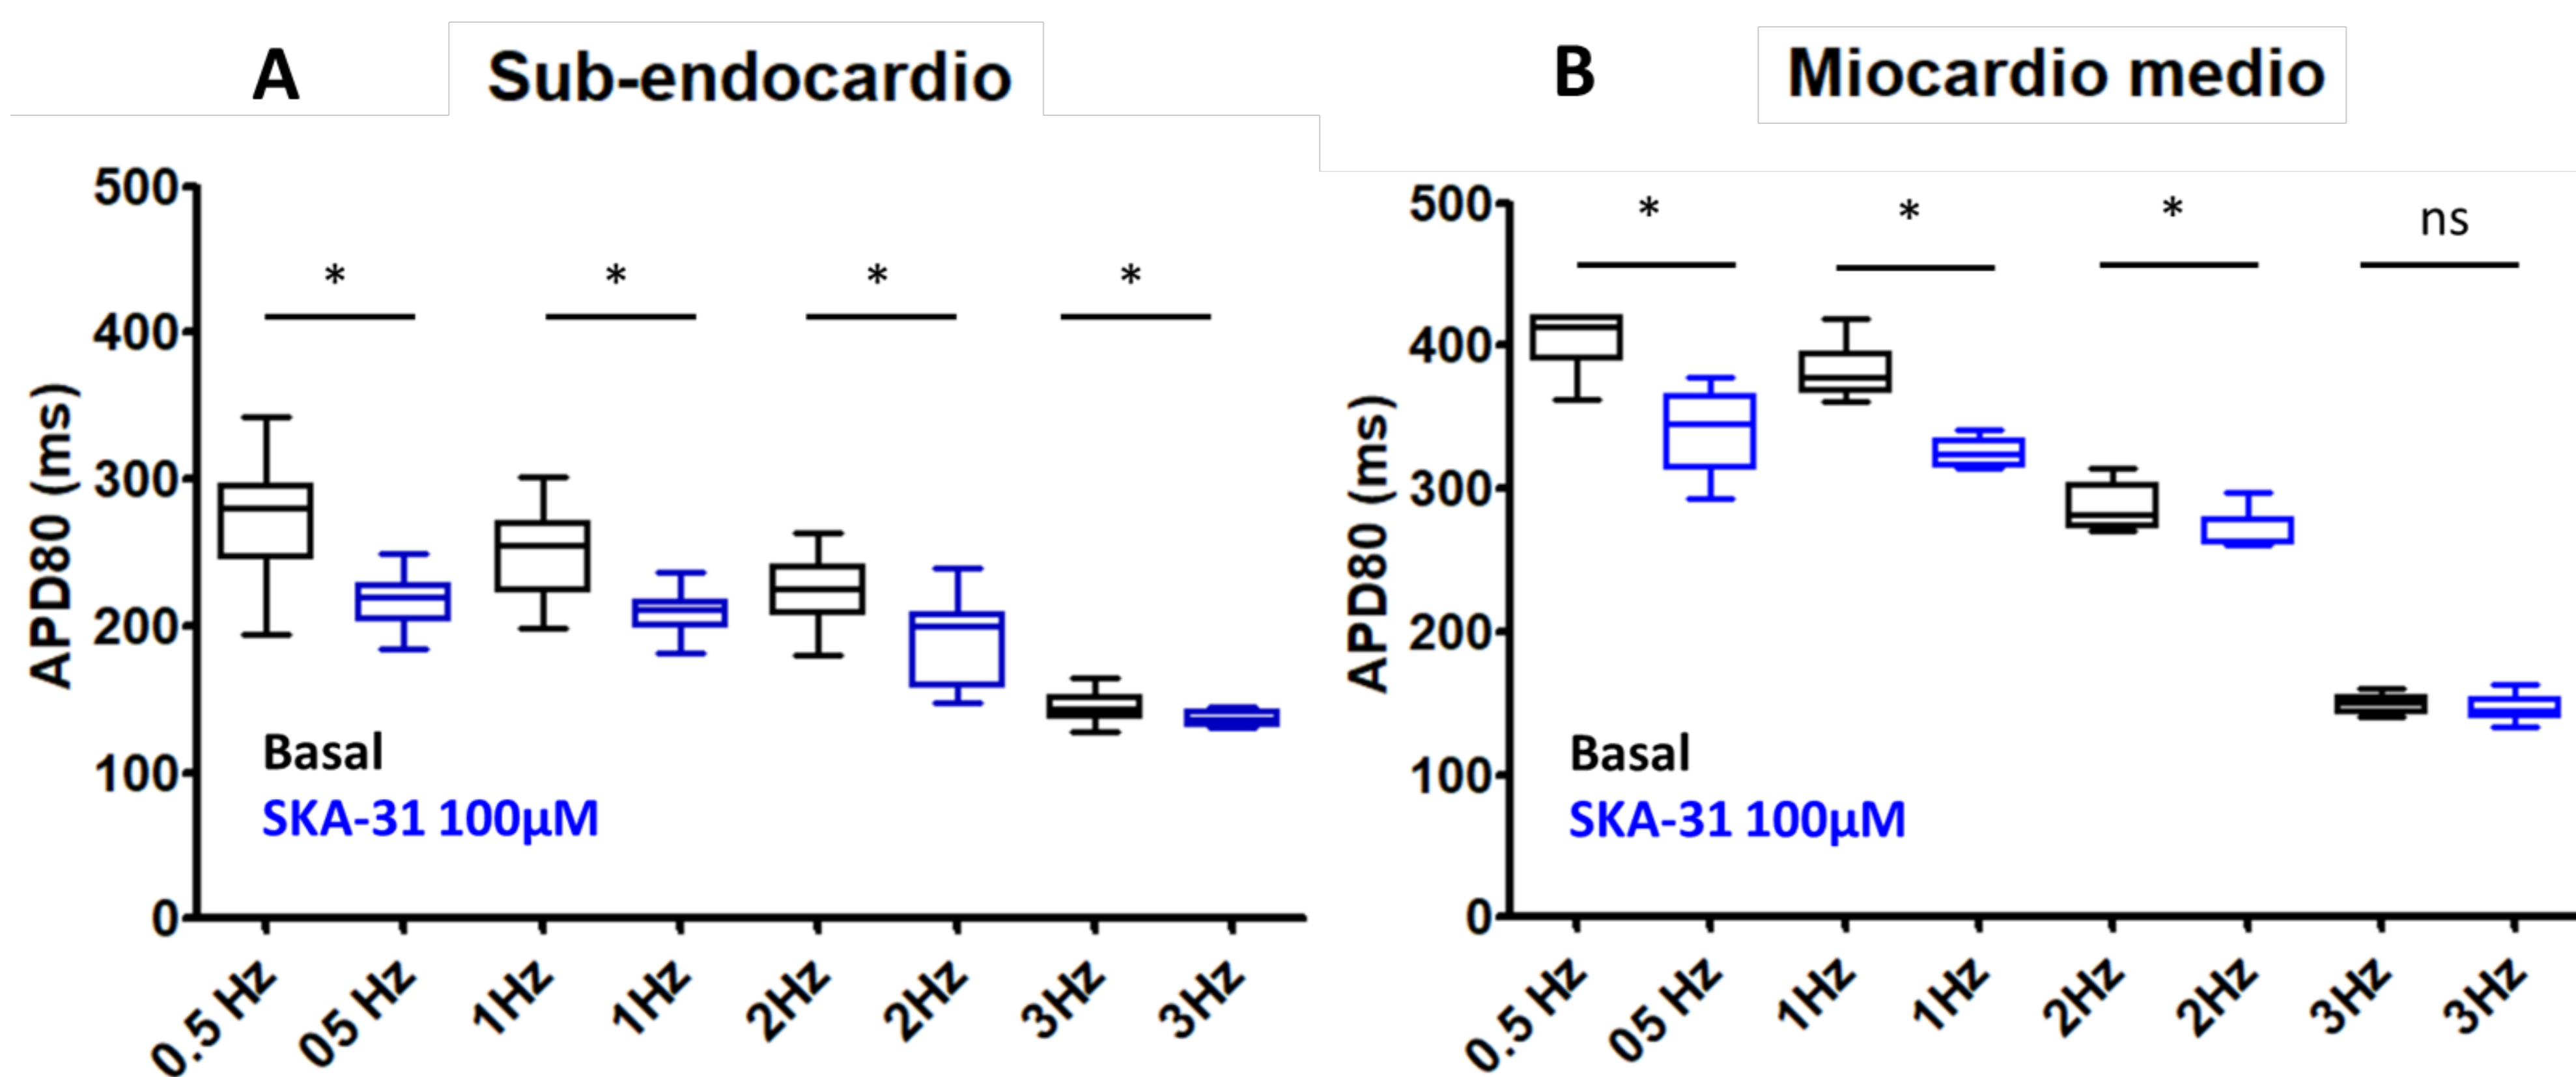 A
Sub-endocardio
500
400
300
200
100
0
APD80 (ms)
*
*
*
*
Basal
SKA-31 100µM
0.5 Hz
05 Hz
1Hz
1Hz
2Hz
2Hz
3Hz
3Hz
B
Miocardio medio
500
400
300
200
100
0
APD80 (ms)
*
*
*
ns
Basal
SKA-31 100µM
0.5 Hz
05 Hz
1Hz
1Hz
2Hz
2Hz
3Hz
3Hz